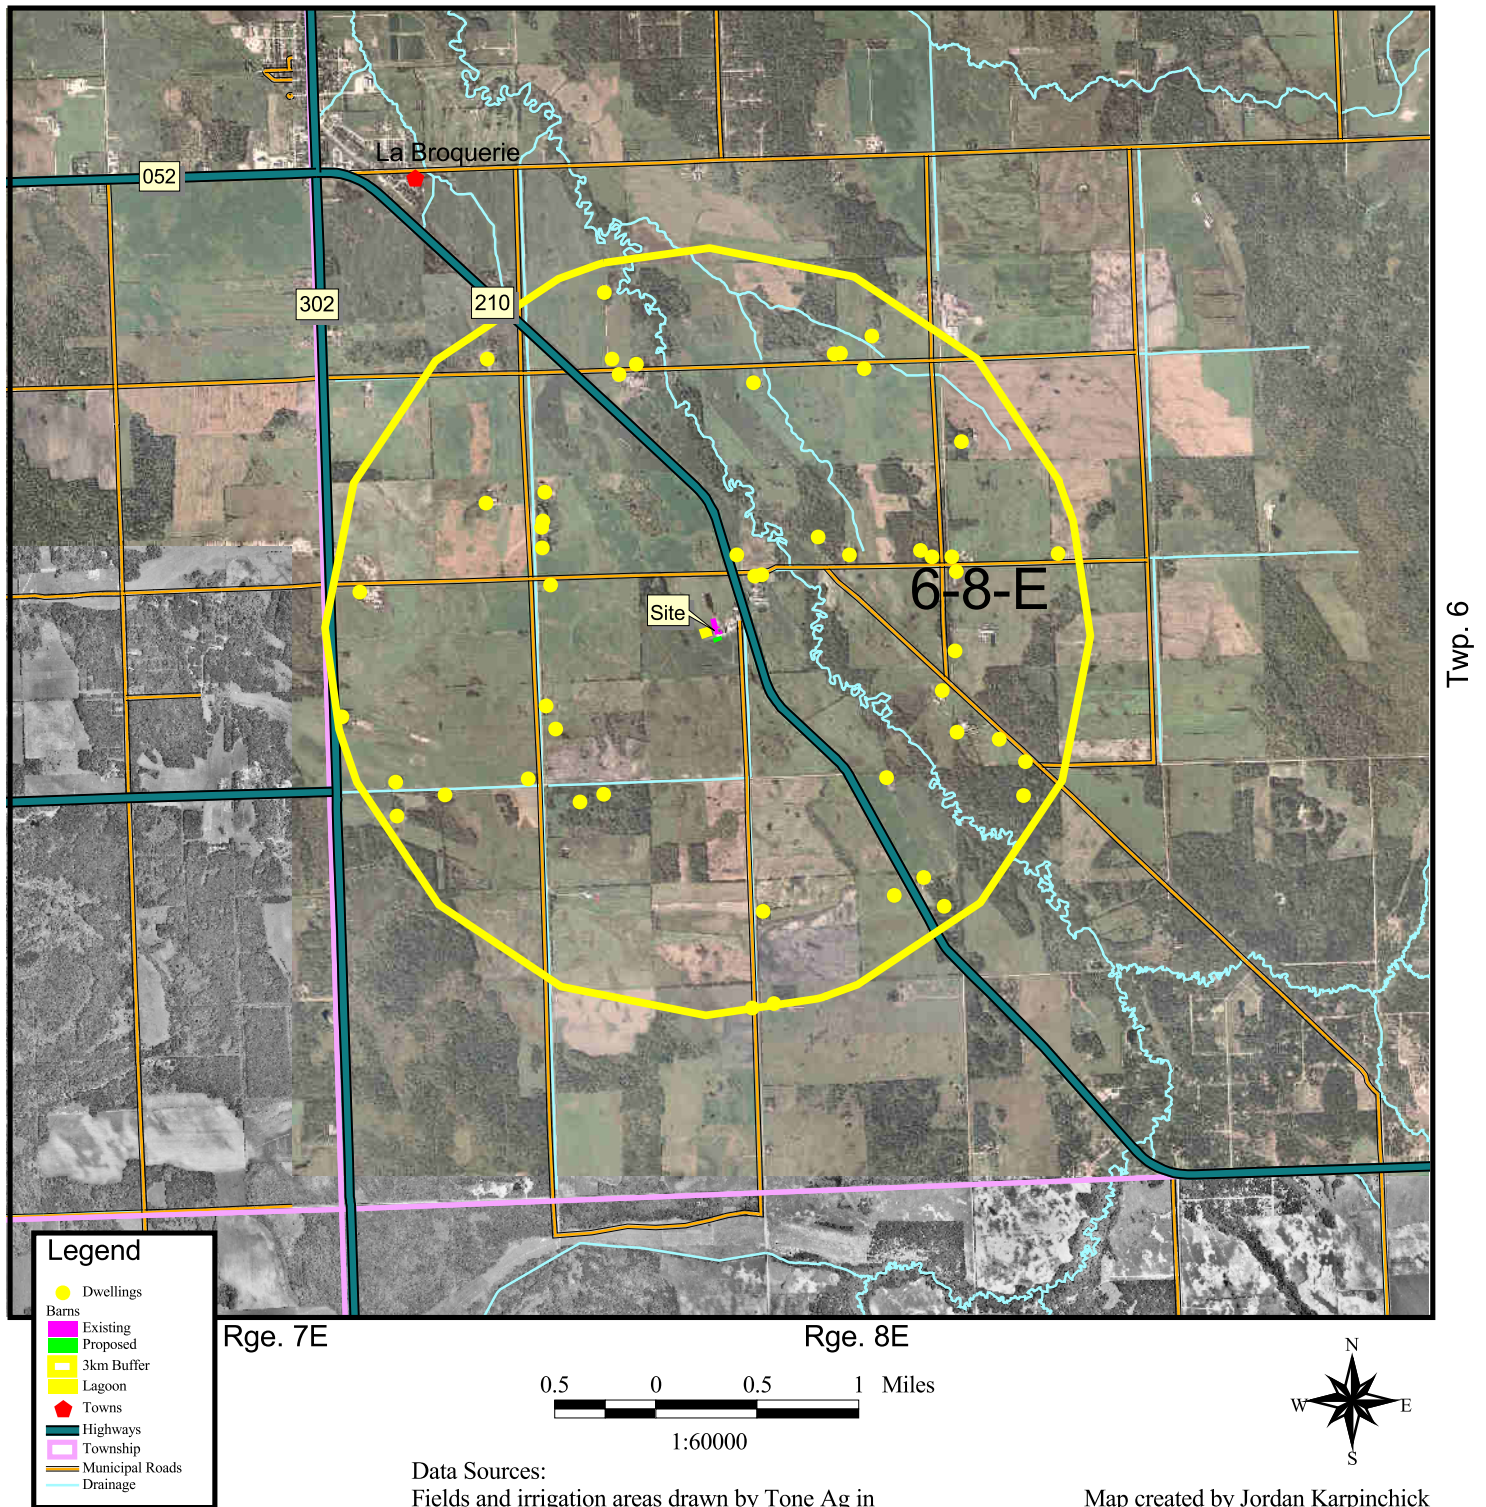 La Broquerie
052
302
210
Site
6-8-E
Twp. 6
Legend
Dwellings
Barns
Existing
Proposed
3km Buffer
Lagoon
Towns
Highways
Township
Municipal Roads
Drainage
Rge. 7E
Rge. 8E
0.5 0 0.5 1 Miles
1:60000
N
W E
S
Data Sources:
Fields and irrigation areas drawn by Tone Ag in
Map created by Jordan Karpinchick